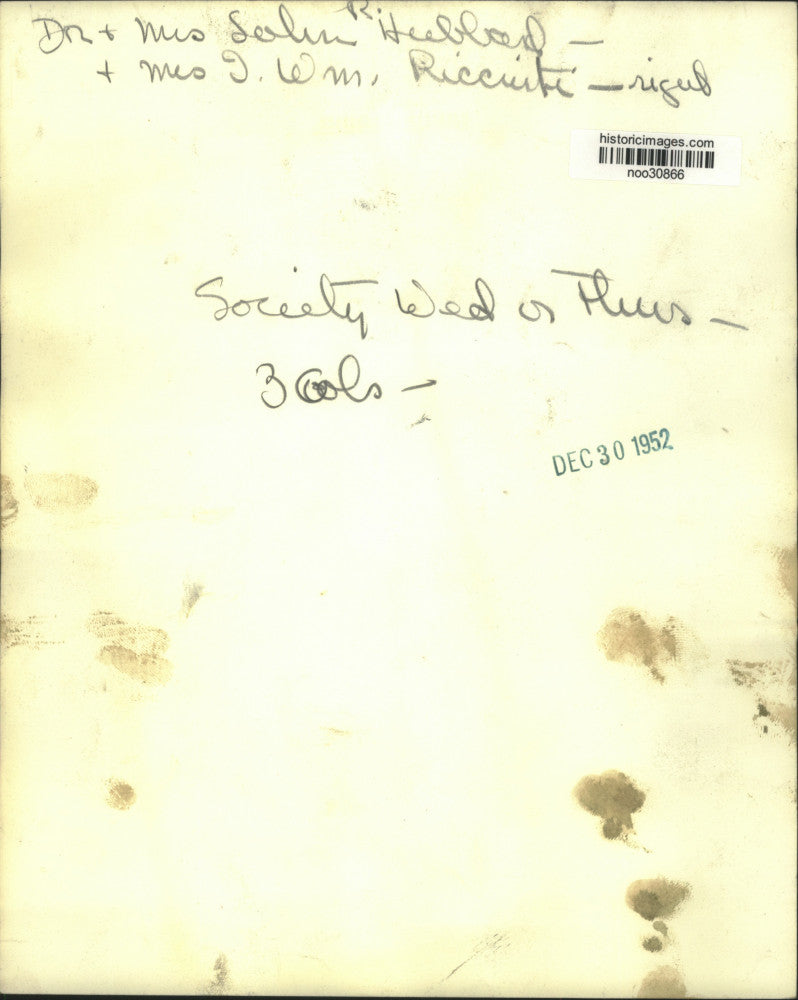 Dr + Mrs John R. Hubbard —
+ Mrs I. Wm. Ricciuti — right
historicimages.com
noo30866
Society Wed or Thurs —
3 Cols —
DEC 30 1952